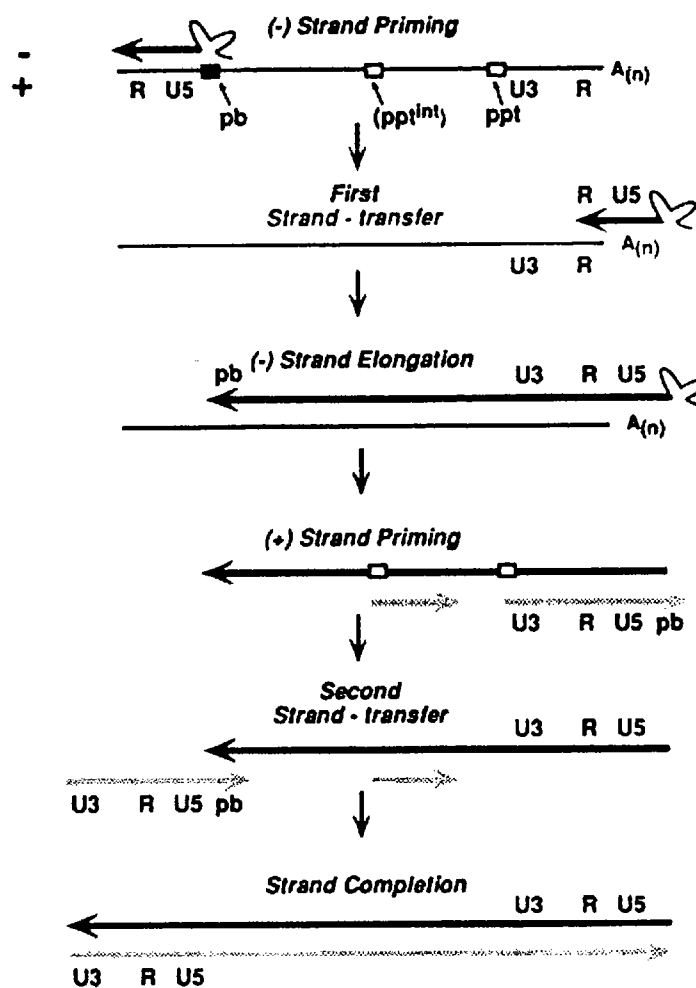 (-) Strand Priming
-
+
A(n)
R U5 U3 R
pb (ppt^int) ppt
First
Strand - transfer
R U5
A(n)
U3 R
(-) Strand Elongation
pb U3 R U5
A(n)
(+) Strand Priming
U3 R U5 pb
Second
Strand - transfer
U3 R U5
U3 R U5 pb
Strand Completion
U3 R U5
U3 R U5